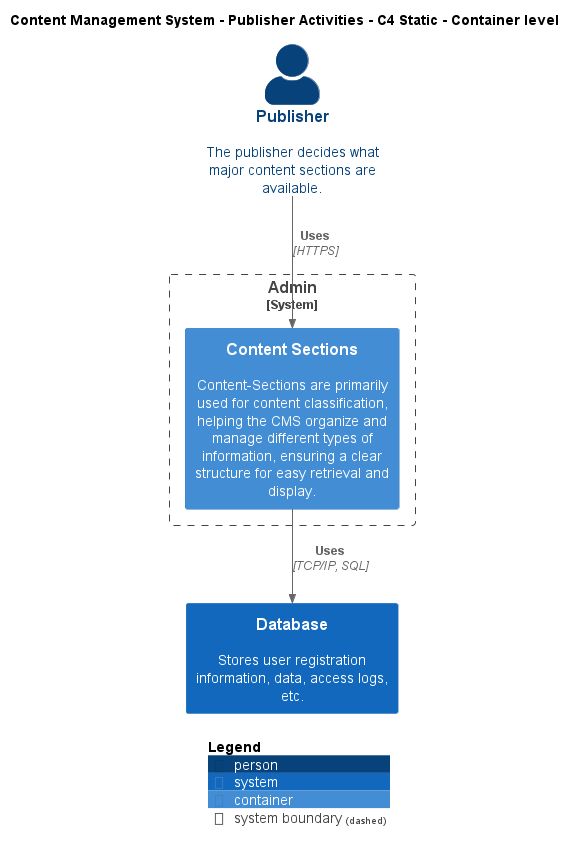 Content Management System - Publisher Activities - C4 Static - Container level
Publisher
The publisher decides what
major content sections are
available.
Uses
[HTTPS]
Admin
[System]
Content Sections
Content-Sections are primarily
used for content classification,
helping the CMS organize and
manage different types of
information, ensuring a clear
structure for easy retrieval and
display.
Uses
[TCP/IP, SQL]
Database
Stores user registration
information, data, access logs,
etc.
Legend
person
system
container
system boundary (dashed)